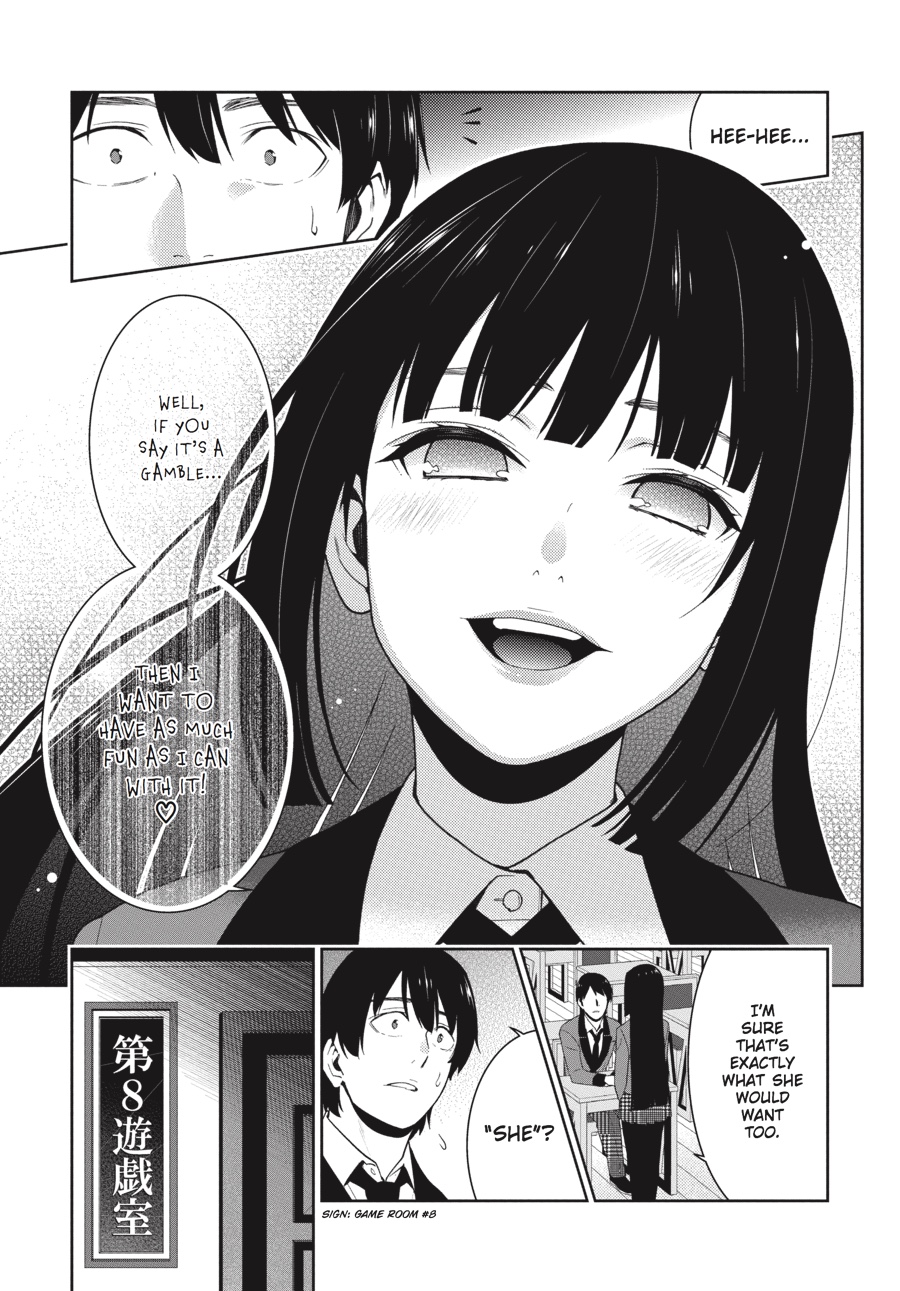 HEE-HEE...
WELL,
IF YOU
SAY IT'S A
GAMBLE...
THEN I
WANT TO
HAVE AS MUCH
FUN AS I CAN
WITH IT!
♡
I'M
SURE
THAT'S
EXACTLY
WHAT SHE
WOULD
WANT
TOO.
"SHE"?
第8遊戯室
SIGN: GAME ROOM #8